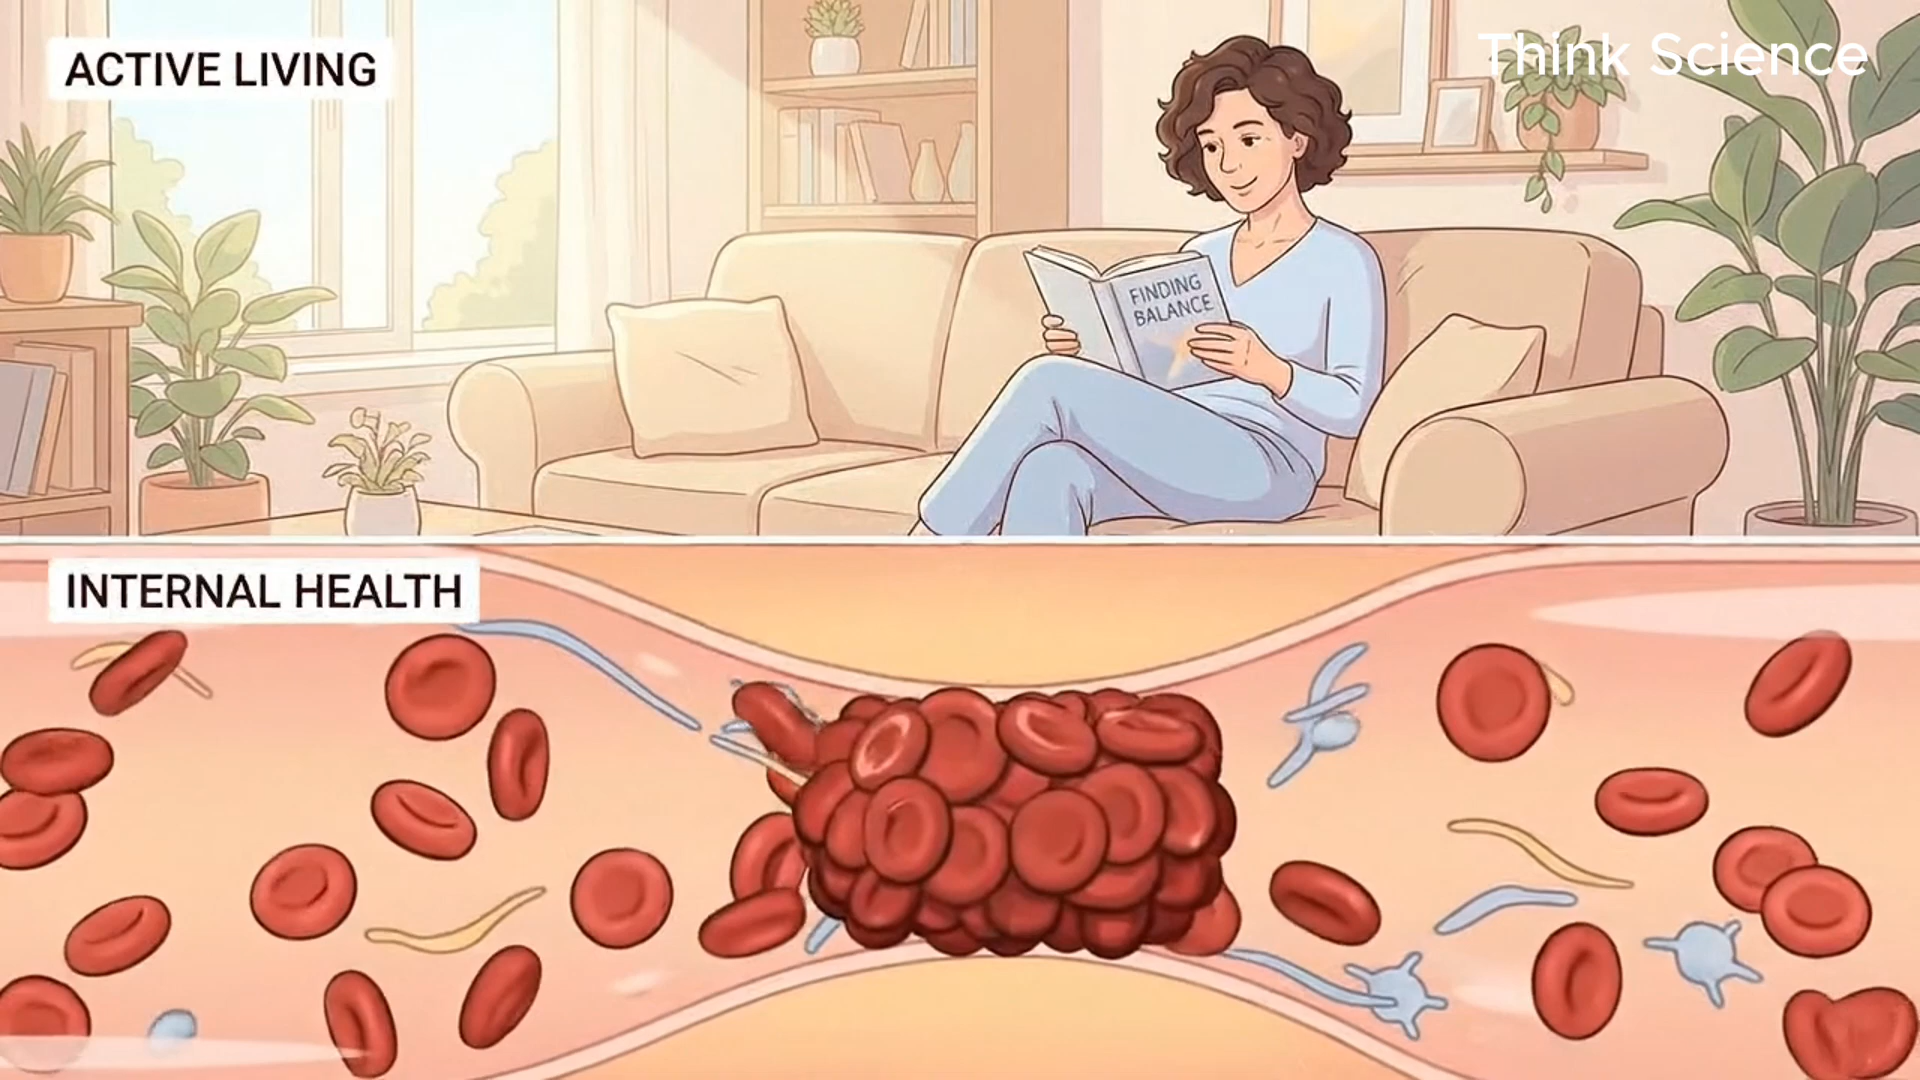 ACTIVE LIVING
Think Science
FINDING
BALANCE
INTERNAL HEALTH